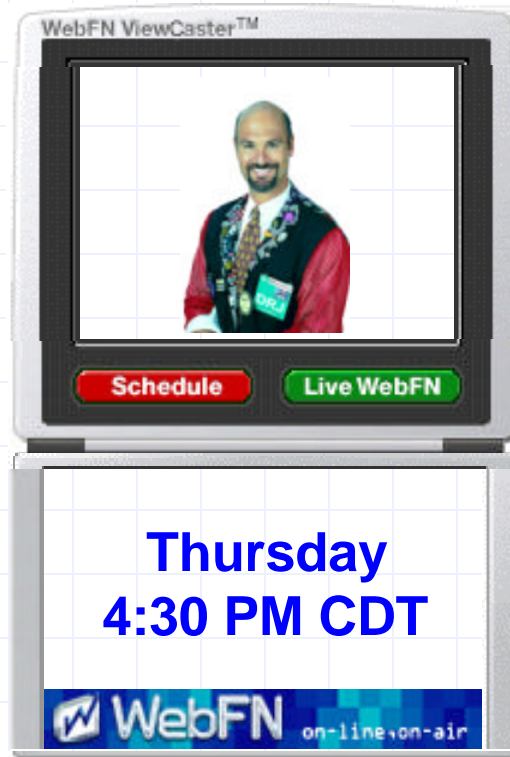 WebFN ViewCaster™
DRJ
Schedule
Live WebFN
Thursday
4:30 PM CDT
WebFN on-line, on-air